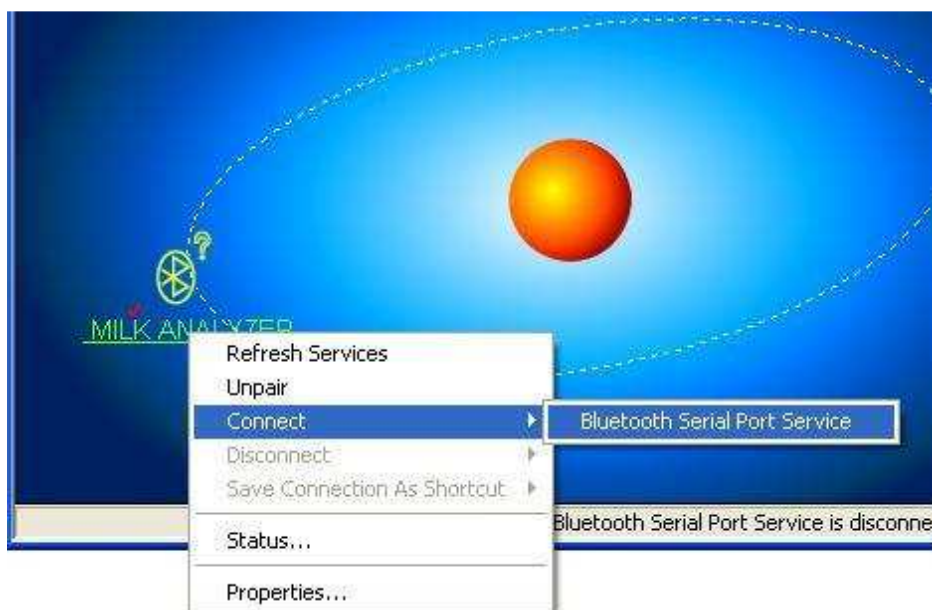 MILK ANALYZER
Refresh Services
Unpair
Connect
Bluetooth Serial Port Service
Disconnect
Save Connection As Shortcut
Status...
Bluetooth Serial Port Service is disconne
Properties...